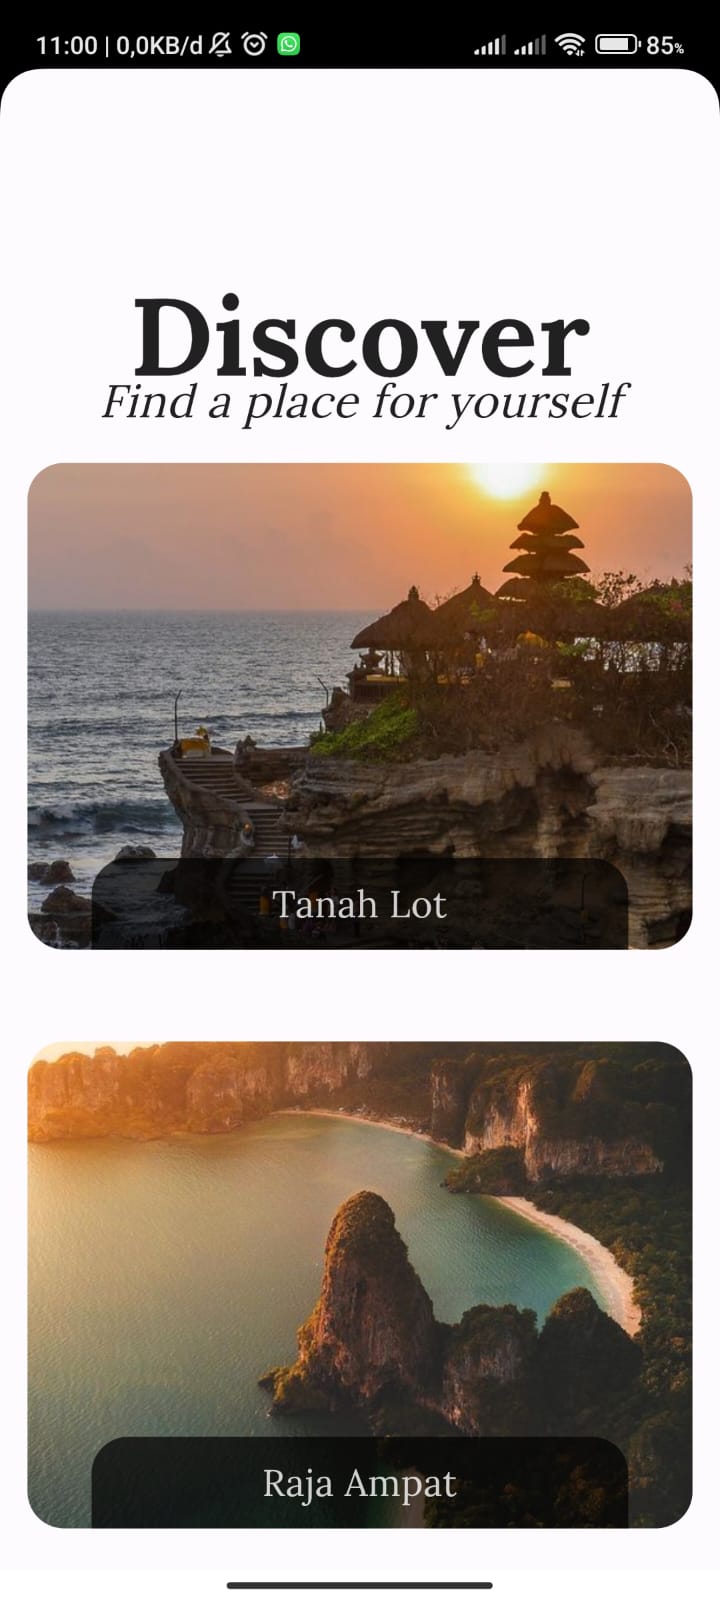 11:00 | 0,0KB/d 85%
Discover
Find a place for yourself
Tanah Lot
Raja Ampat